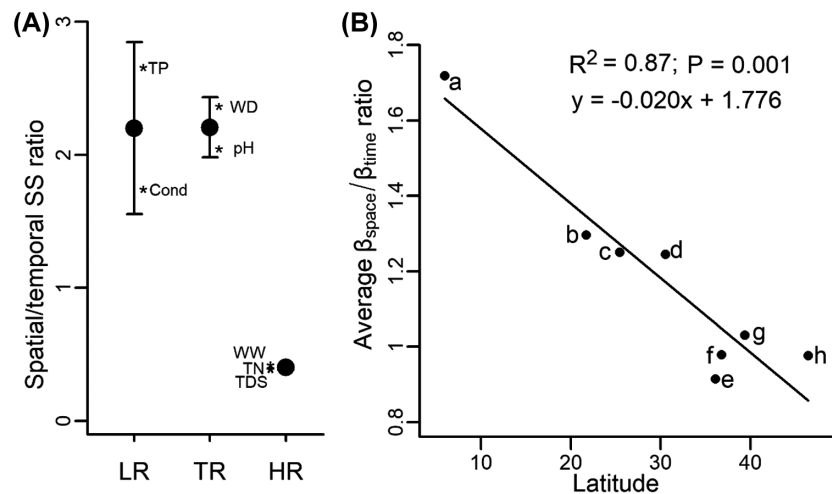 (A)
Spatial/temporal SS ratio
3
2
1
0
*TP
*Cond
* WD
* pH
WW
TN*
TDS
LR TR HR
(B)
Average βspace/βtime ratio
1.8
1.6
1.4
1.2
1
0.8
R2 = 0.87; P = 0.001
y = -0.020x + 1.776
a
b
c
d
g
f
h
e
10 20 30 40
Latitude